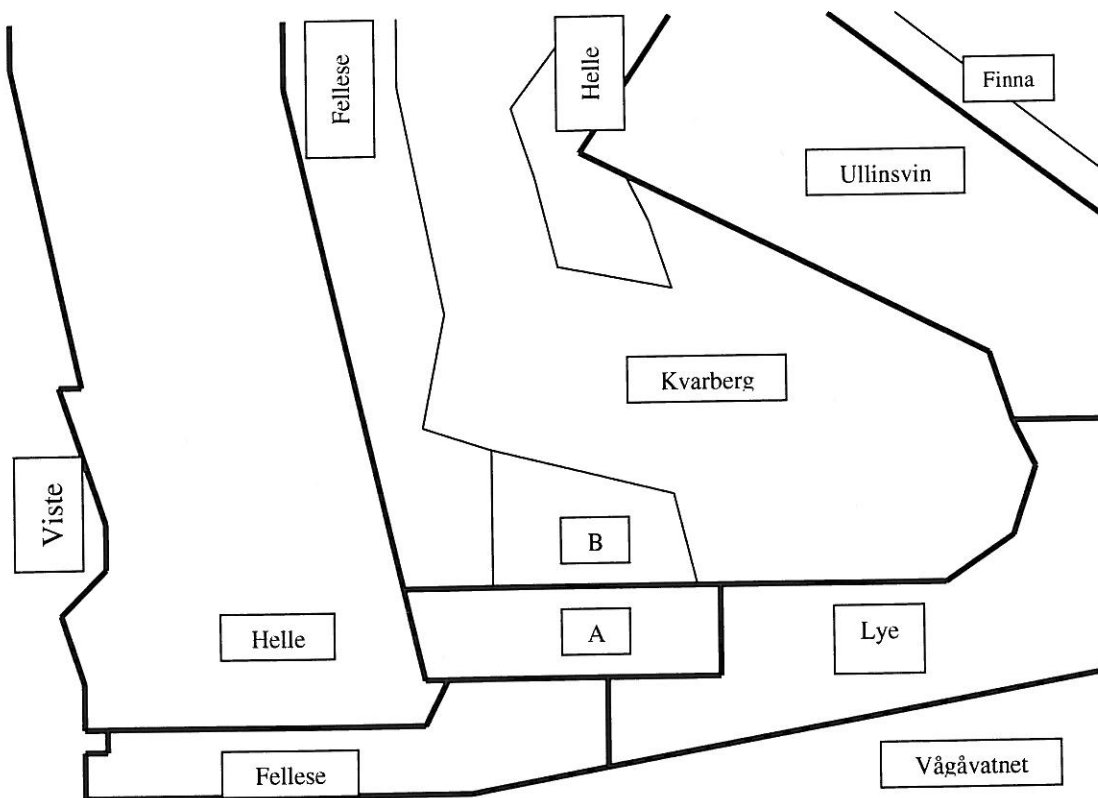 Fellese
Helle
Finna
Ullinsvin
Kvarberg
Viste
B
A
Helle
Lye
Fellese
Vågåvatnet